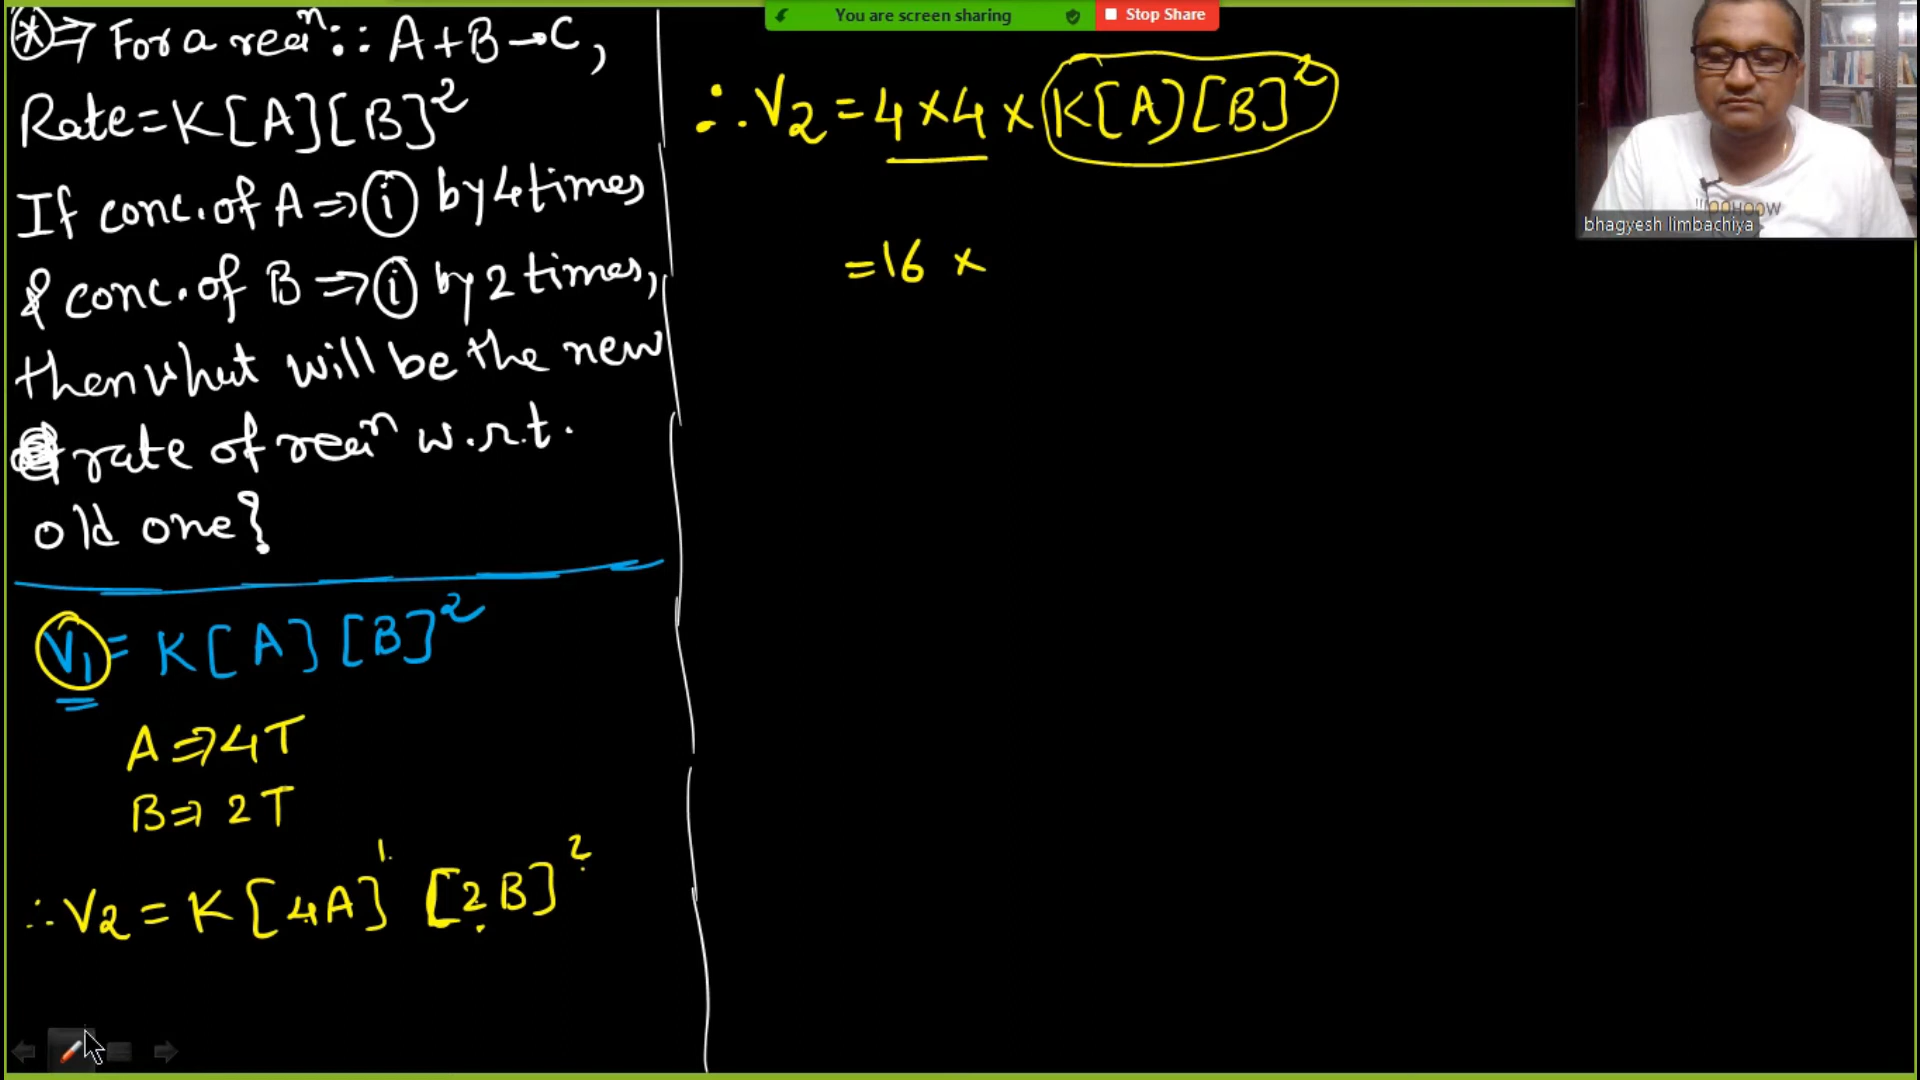 You are screen sharing
Stop Share
⊛⇒ For a reaⁿ:: A+B→C,
Rate=K[A][B]²
If conc. of A ⇒ⓘ by 4 times
& conc. of B ⇒ⓘ by 2 times,
then what will be the new
rate of reaⁿ w.r.t.
old one?
V₁ = K[A][B]²
A⇒4T
B⇒2T
∴V₂ = K[4A]¹ [2B]²
∴V₂ = 4×4×K[A][B]²
=16 ×
bhagyesh limbachiya